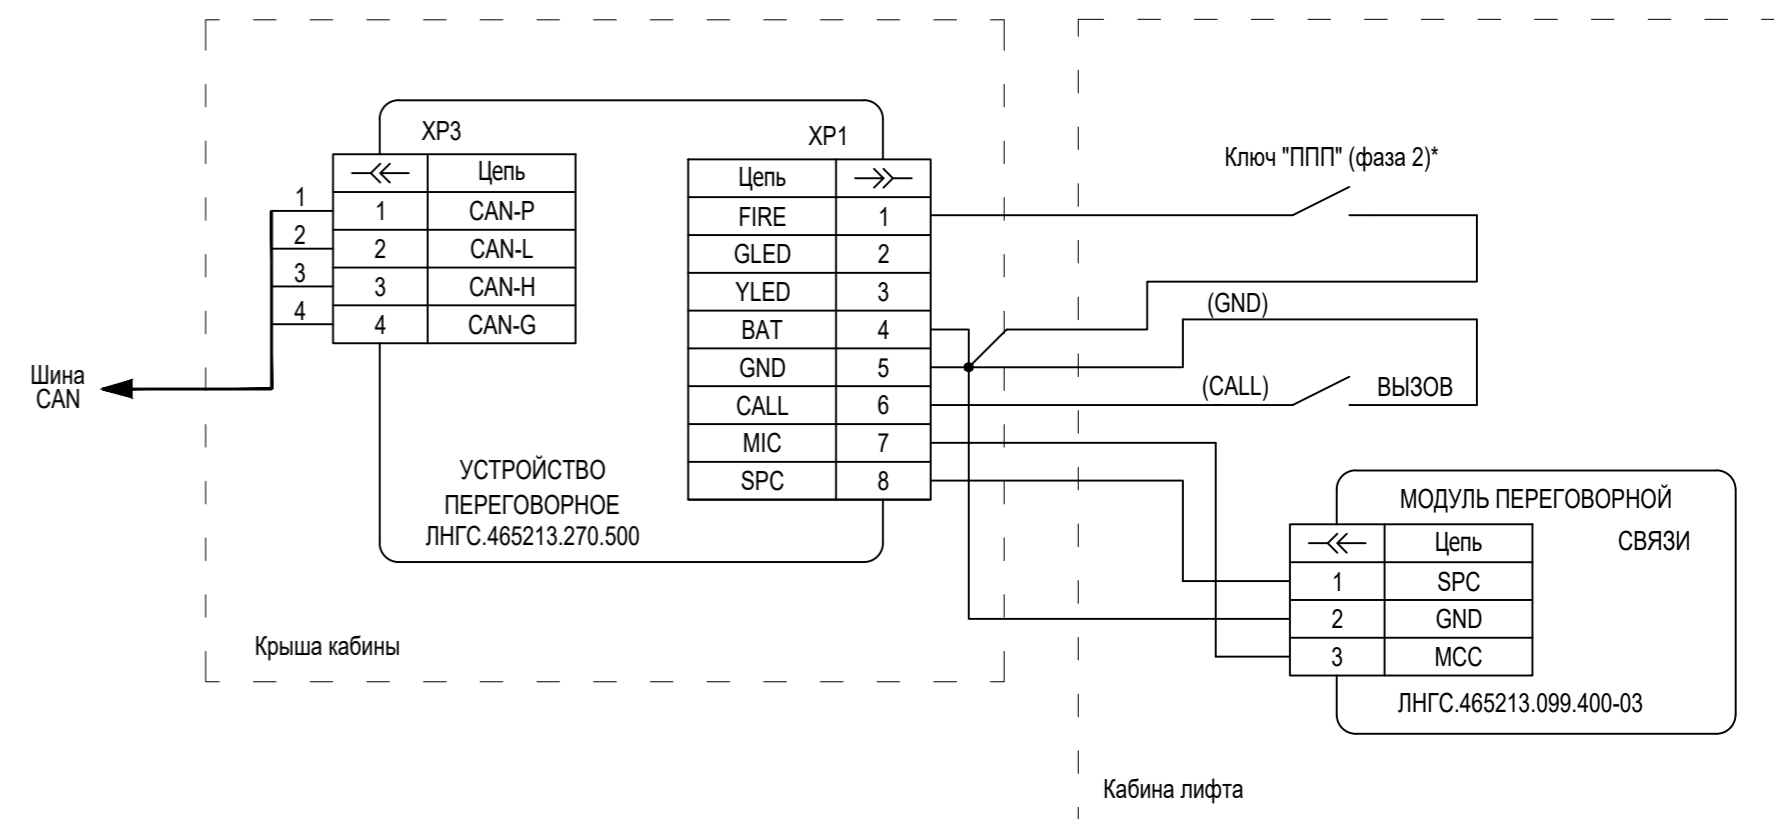 XP3
Цепь
1 1 CAN-P
2 2 CAN-L
3 3 CAN-H
4 4 CAN-G
Шина
CAN
XP1
Цепь
FIRE 1
GLED 2
YLED 3
BAT 4
GND 5
CALL 6
MIC 7
SPC 8
УСТРОЙСТВО
ПЕРЕГОВОРНОЕ
ЛНГС.465213.270.500
Крыша кабины
Ключ "ППП" (фаза 2)*
(GND)
(CALL) ВЫЗОВ
МОДУЛЬ ПЕРЕГОВОРНОЙ
СВЯЗИ
Цепь
1 SPC
2 GND
3 MCC
ЛНГС.465213.099.400-03
Кабина лифта